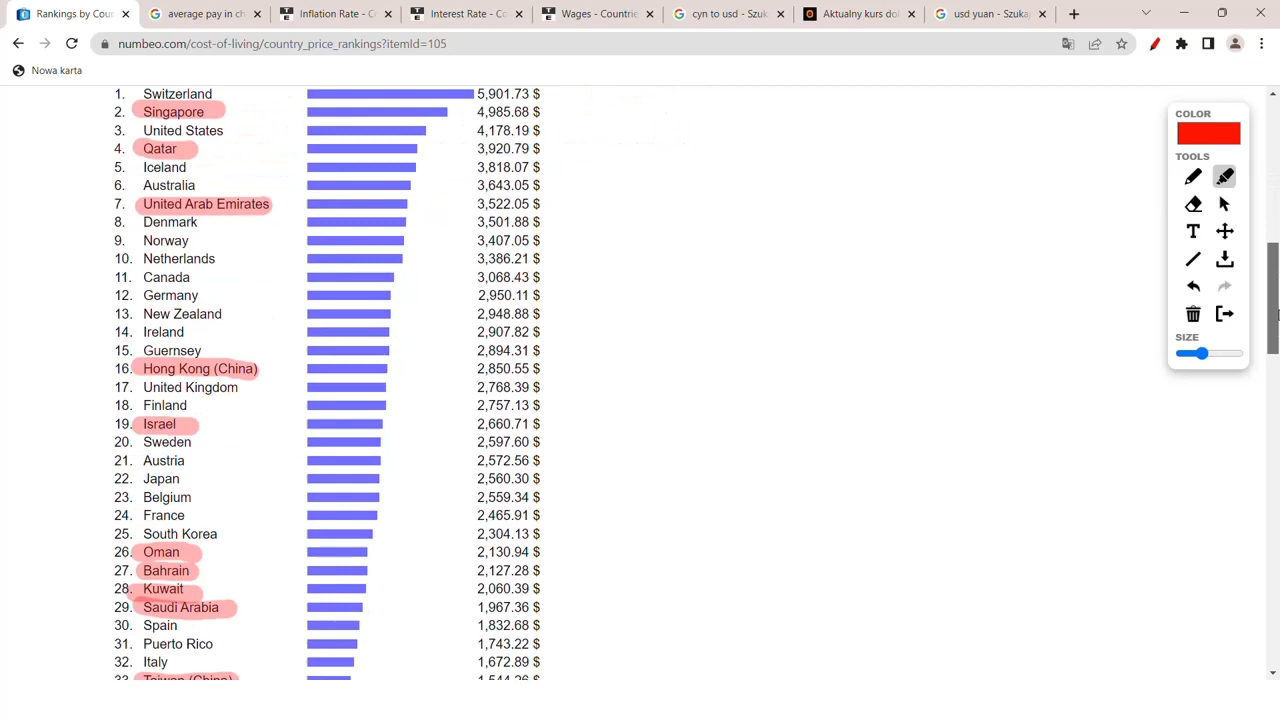 Rankings by Cour
average pay in ch
Inflation Rate - C
Interest Rate - Co
Wages - Countrie
cyn to usd - Szuk
Aktualny kurs dol
usd yuan - Szuka
numbeo.com/cost-of-living/country_price_rankings?itemId=105
Nowa karta
1. Switzerland 5,901.73 $
2. Singapore 4,985.68 $
3. United States 4,178.19 $
4. Qatar 3,920.79 $
5. Iceland 3,818.07 $
6. Australia 3,643.05 $
7. United Arab Emirates 3,522.05 $
8. Denmark 3,501.88 $
9. Norway 3,407.05 $
10. Netherlands 3,386.21 $
11. Canada 3,068.43 $
12. Germany 2,950.11 $
13. New Zealand 2,948.88 $
14. Ireland 2,907.82 $
15. Guernsey 2,894.31 $
16. Hong Kong (China) 2,850.55 $
17. United Kingdom 2,768.39 $
18. Finland 2,757.13 $
19. Israel 2,660.71 $
20. Sweden 2,597.60 $
21. Austria 2,572.56 $
22. Japan 2,560.30 $
23. Belgium 2,559.34 $
24. France 2,465.91 $
25. South Korea 2,304.13 $
26. Oman 2,130.94 $
27. Bahrain 2,127.28 $
28. Kuwait 2,060.39 $
29. Saudi Arabia 1,967.36 $
30. Spain 1,832.68 $
31. Puerto Rico 1,743.22 $
32. Italy 1,672.89 $
33. Taiwan (China) 1,544.26 $
COLOR
TOOLS
T
SIZE